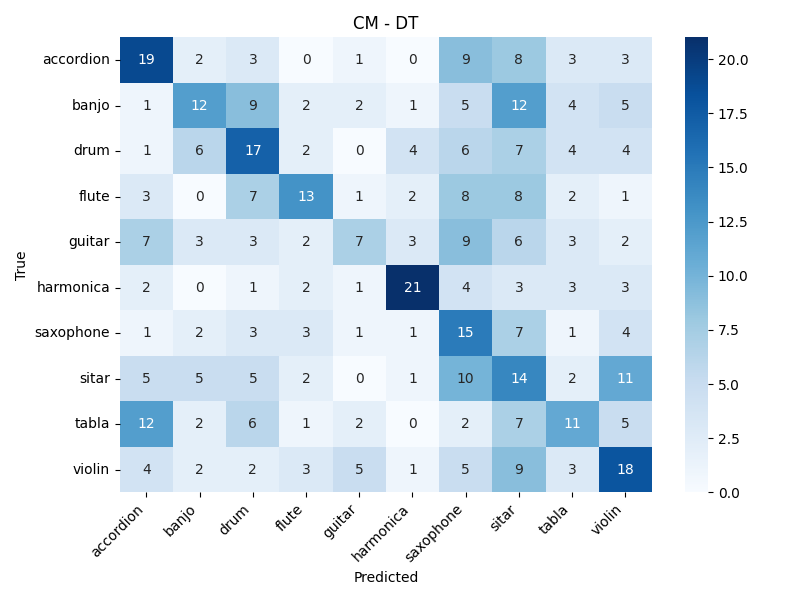 CM - DT
accordion 19 2 3 0 1 0 9 8 3 3
banjo 1 12 9 2 2 1 5 12 4 5
drum 1 6 17 2 0 4 6 7 4 4
flute 3 0 7 13 1 2 8 8 2 1
guitar 7 3 3 2 7 3 9 6 3 2
harmonica 2 0 1 2 1 21 4 3 3 3
saxophone 1 2 3 3 1 1 15 7 1 4
sitar 5 5 5 2 0 1 10 14 2 11
tabla 12 2 6 1 2 0 2 7 11 5
violin 4 2 2 3 5 1 5 9 3 18
True
accordion banjo drum flute guitar harmonica saxophone sitar tabla violin
Predicted
20.0
17.5
15.0
12.5
10.0
7.5
5.0
2.5
0.0